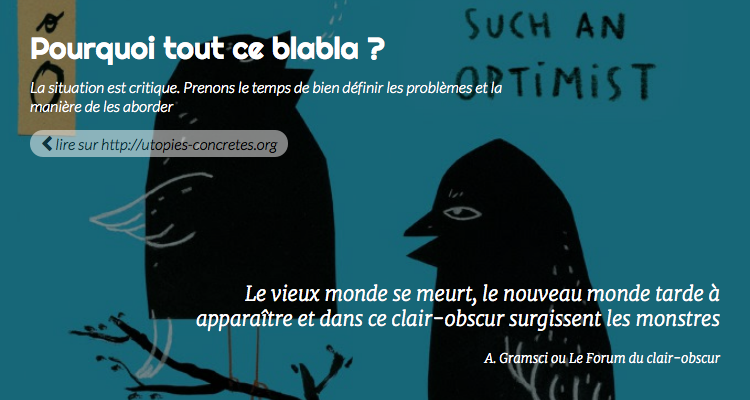 SUCH AN
OPTIMIST
Pourquoi tout ce blabla ?
La situation est critique. Prenons le temps de bien définir les problèmes et la
manière de les aborder
lire sur http://utopies-concretes.org
Le vieux monde se meurt, le nouveau monde tarde à
apparaître et dans ce clair-obscur surgissent les monstres
A. Gramsci ou Le Forum du clair-obscur